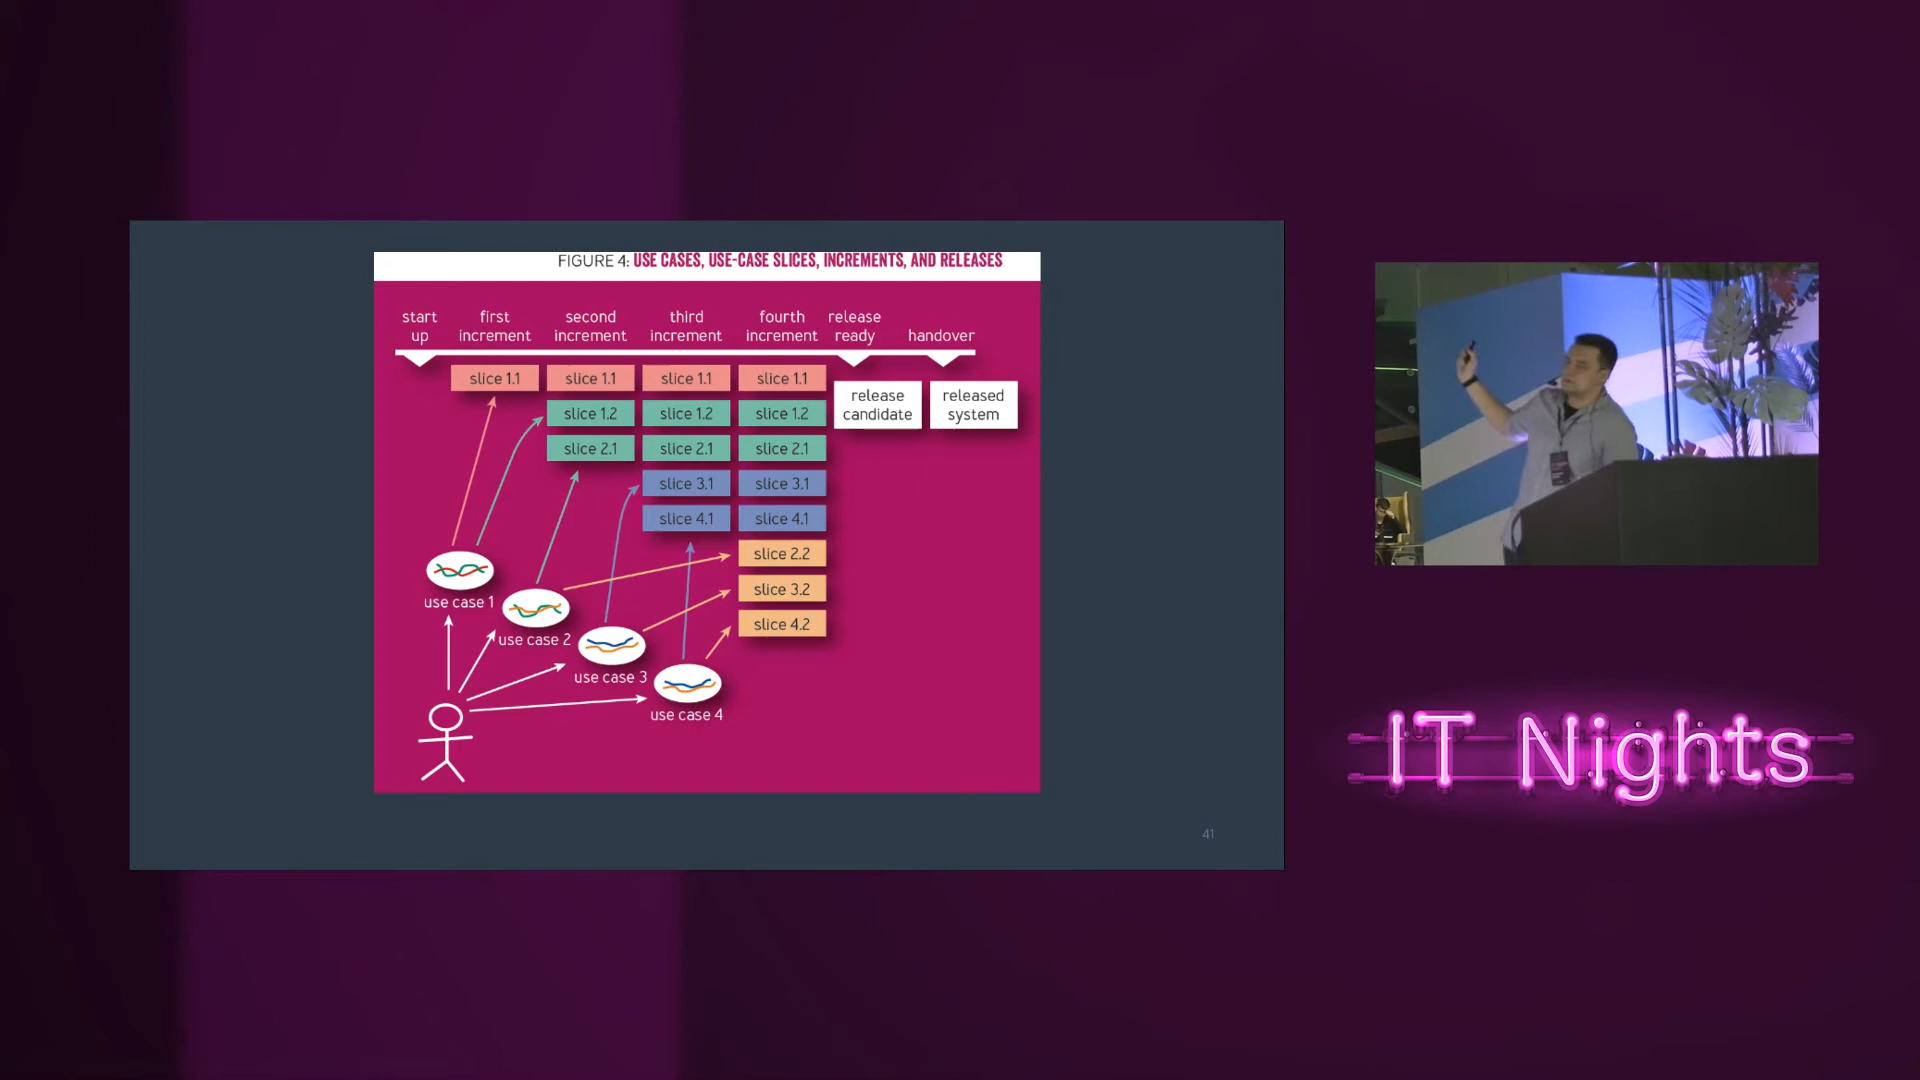 FIGURE 4: USE CASES, USE-CASE SLICES, INCREMENTS, AND RELEASES
start up
first increment
second increment
third increment
fourth increment
release ready
handover
slice 1.1
slice 1.1
slice 1.1
slice 1.1
release candidate
released system
slice 1.2
slice 1.2
slice 1.2
slice 2.1
slice 2.1
slice 2.1
slice 3.1
slice 3.1
slice 4.1
slice 4.1
slice 2.2
slice 3.2
slice 4.2
use case 1
use case 2
use case 3
use case 4
41
IT Nights